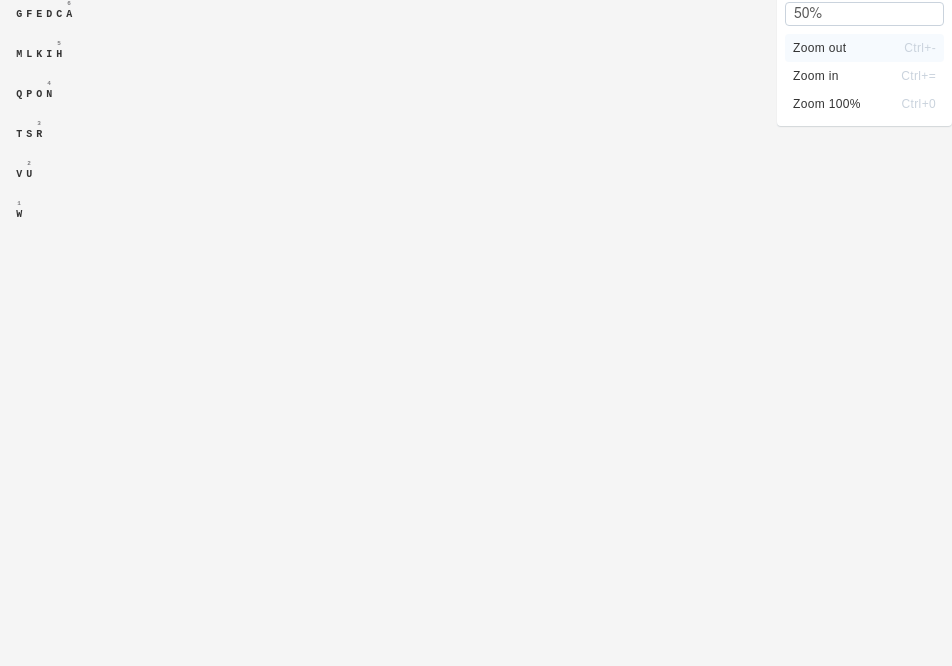 6
G F E D C A
5
M L K I H
4
Q P O N
3
T S R
2
V U
1
W
50%
Zoom out Ctrl+-
Zoom in Ctrl+=
Zoom 100% Ctrl+0